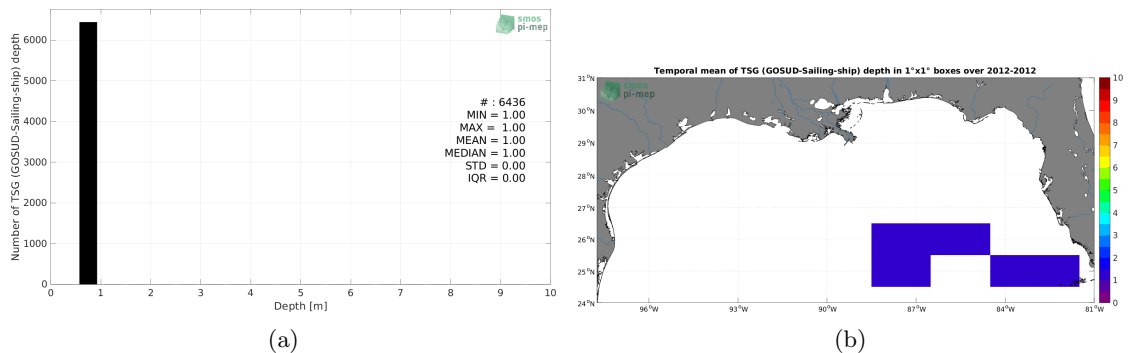 smos
pi-mep
Number of TSG (GOSUD-Sailing-ship) depth
6000
5000
4000
3000
2000
1000
0
# : 6436
MIN = 1.00
MAX = 1.00
MEAN = 1.00
MEDIAN = 1.00
STD = 0.00
IQR = 0.00
0 1 2 3 4 5 6 7 8 9 10
Depth [m]
(a)
Temporal mean of TSG (GOSUD-Sailing-ship) depth in 1°x1° boxes over 2012-2012
smos
pi-mep
31°N
30°N
29°N
28°N
27°N
26°N
25°N
24°N
96°W 93°W 90°W 87°W 84°W 81°W
10
9
8
7
6
5
4
3
2
1
0
(b)